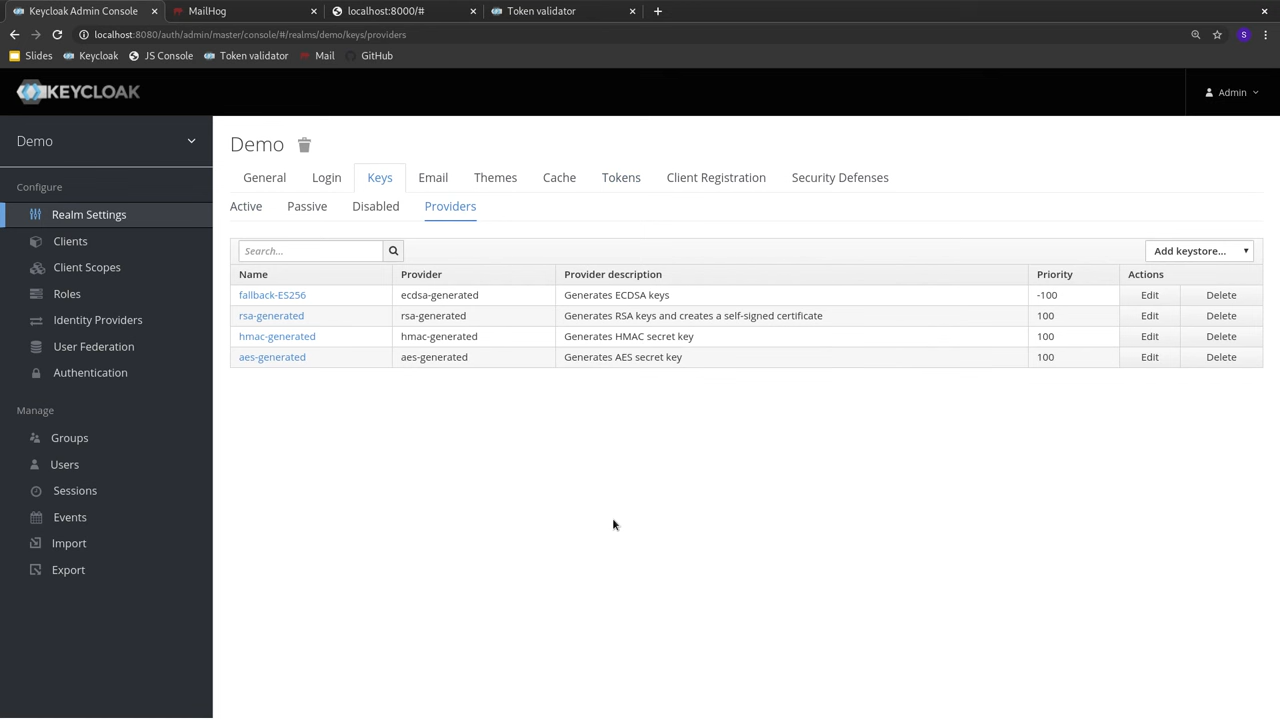 Keycloak Admin Console
MailHog
localhost:8000/#
Token validator
localhost:8080/auth/admin/master/console/#/realms/demo/keys/providers
S
Slides
Keycloak
JS Console
Token validator
Mail
GitHub
KEYCLOAK
Admin
Demo
Configure
Realm Settings
Clients
Client Scopes
Roles
Identity Providers
User Federation
Authentication
Manage
Groups
Users
Sessions
Events
Import
Export
Demo
General Login Keys Email Themes Cache Tokens Client Registration Security Defenses
Active Passive Disabled Providers
Search... Add keystore...
Name Provider Provider description Priority Actions
fallback-ES256 ecdsa-generated Generates ECDSA keys -100 Edit Delete
rsa-generated rsa-generated Generates RSA keys and creates a self-signed certificate 100 Edit Delete
hmac-generated hmac-generated Generates HMAC secret key 100 Edit Delete
aes-generated aes-generated Generates AES secret key 100 Edit Delete